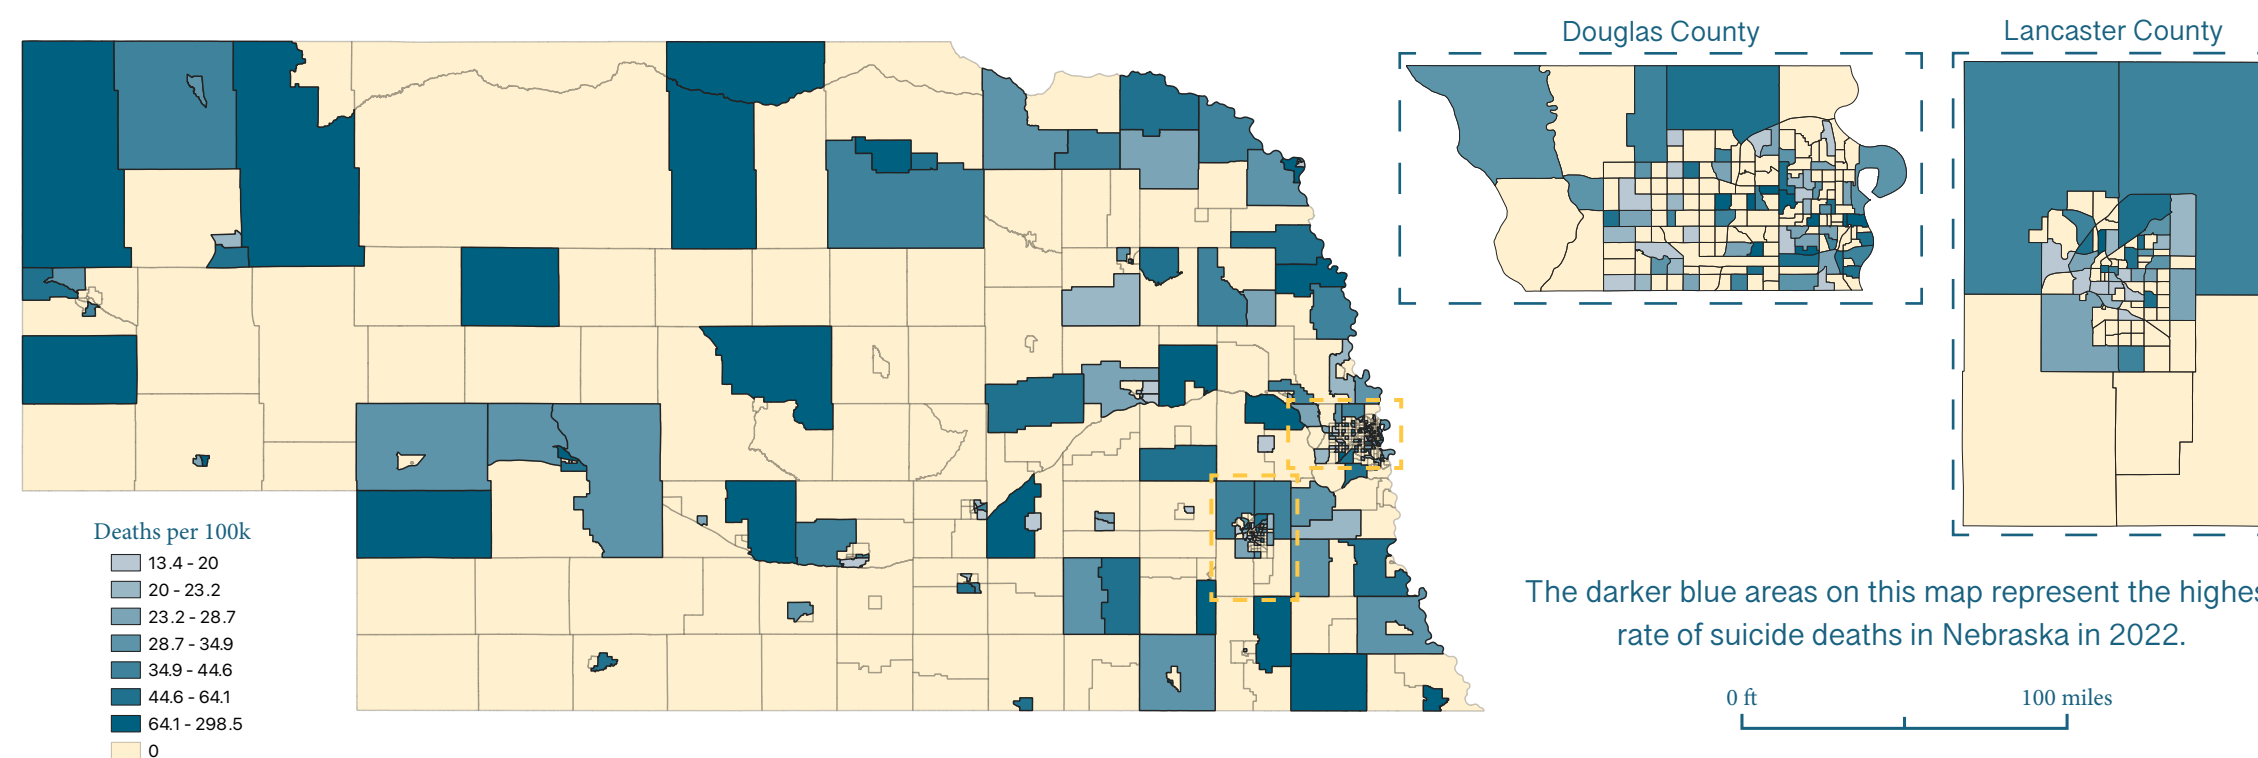 Douglas County
Lancaster County
Deaths per 100k
13.4 - 20
20 - 23.2
23.2 - 28.7
28.7 - 34.9
34.9 - 44.6
44.6 - 64.1
64.1 - 298.5
0
The darker blue areas on this map represent the
rate of suicide deaths in Nebraska in 2022.
0 ft
100 miles